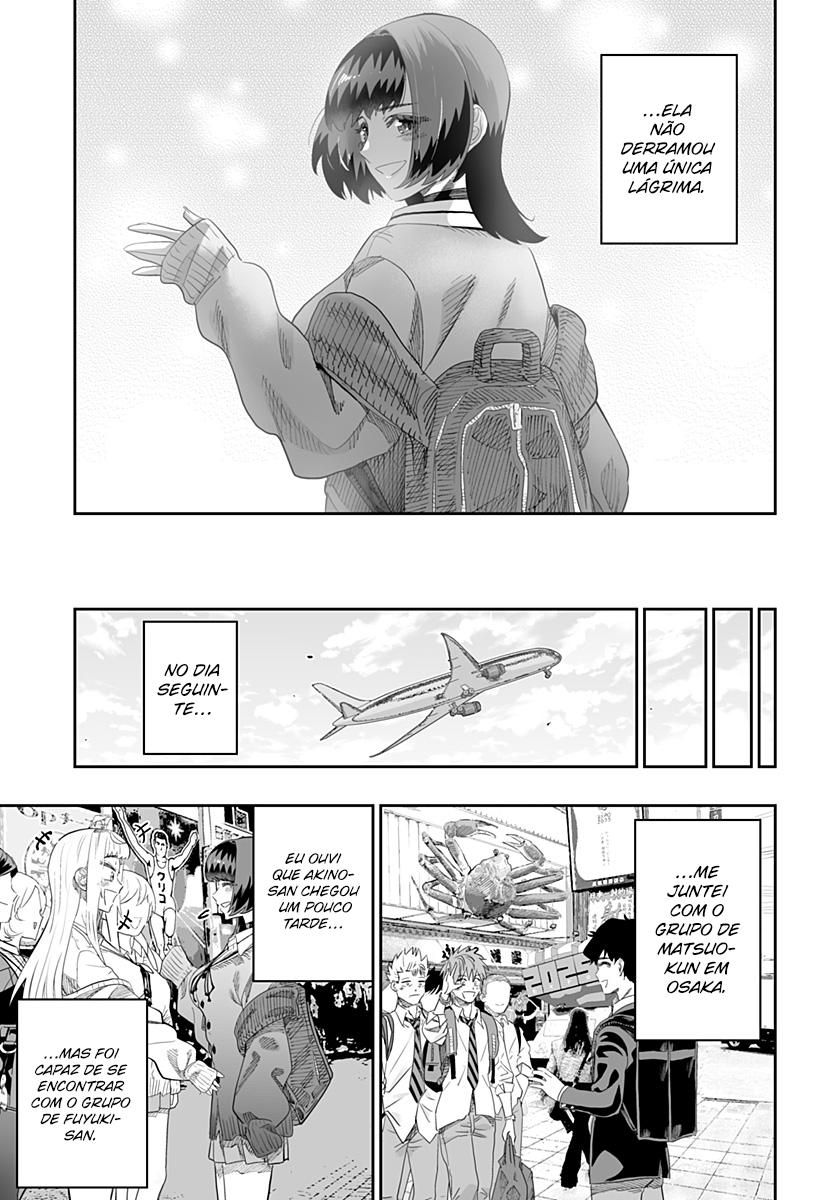 ...ELA
NÃO
DERRAMOU
UMA ÚNICA
LÁGRIMA.
NO DIA
SEGUIN-
TE...
...ME
JUNTEI
COM O
GRUPO DE
MATSUO-
KUN EM
OSAKA.
2025
EU OUVI
QUE AKINO-
SAN CHEGOU
UM POUCO
TARDE...
クリコ
...MAS FOI
CAPAZ DE SE
ENCONTRAR
COM O GRUPO
DE FUYUKI-
SAN.